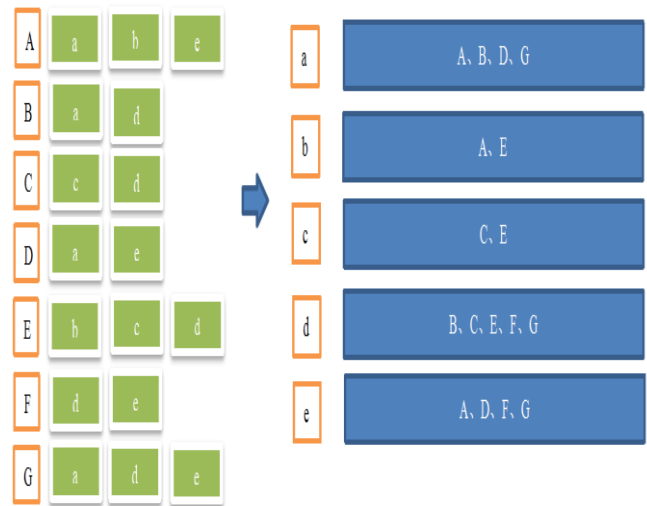 A a b e
B a d
C c d
D a e
E b c d
F d e
G a d e
a A、B、D、G
b A、E
c C、E
d B、C、E、F、G
e A、D、F、G